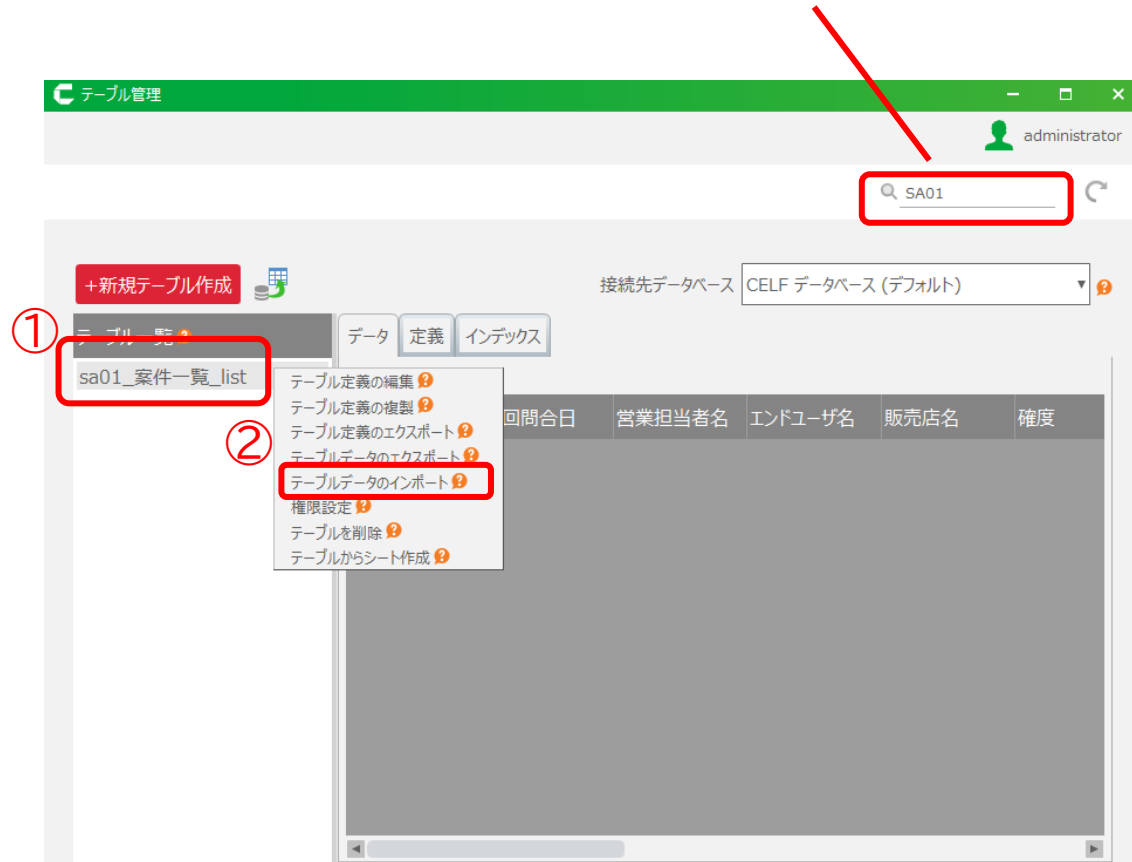 テーブル管理
administrator
SA01
+新規テーブル作成
接続先データベース CELF データベース (デフォルト)
①
テーブル一覧
データ 定義 インデックス
sa01_案件一覧_list
②
テーブル定義の編集
テーブル定義の複製
テーブル定義のエクスポート
テーブルデータのエクスポート
テーブルデータのインポート
権限設定
テーブルを削除
テーブルからシート作成
回問合日 営業担当者名 エンドユーザ名 販売店名 確度